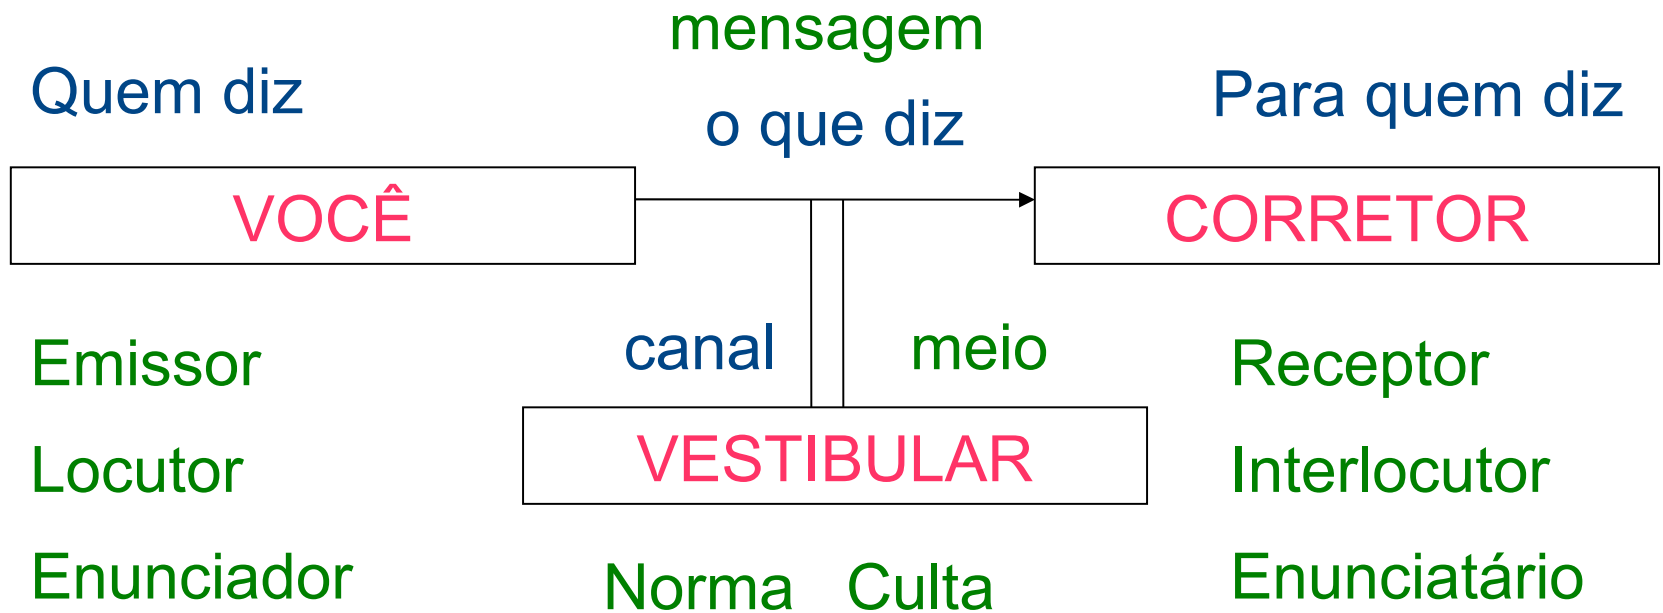 mensagem
Quem diz
o que diz
Para quem diz
VOCÊ
CORRETOR
canal
meio
Emissor
Receptor
VESTIBULAR
Locutor
Interlocutor
Enunciador
Norma Culta
Enunciatário